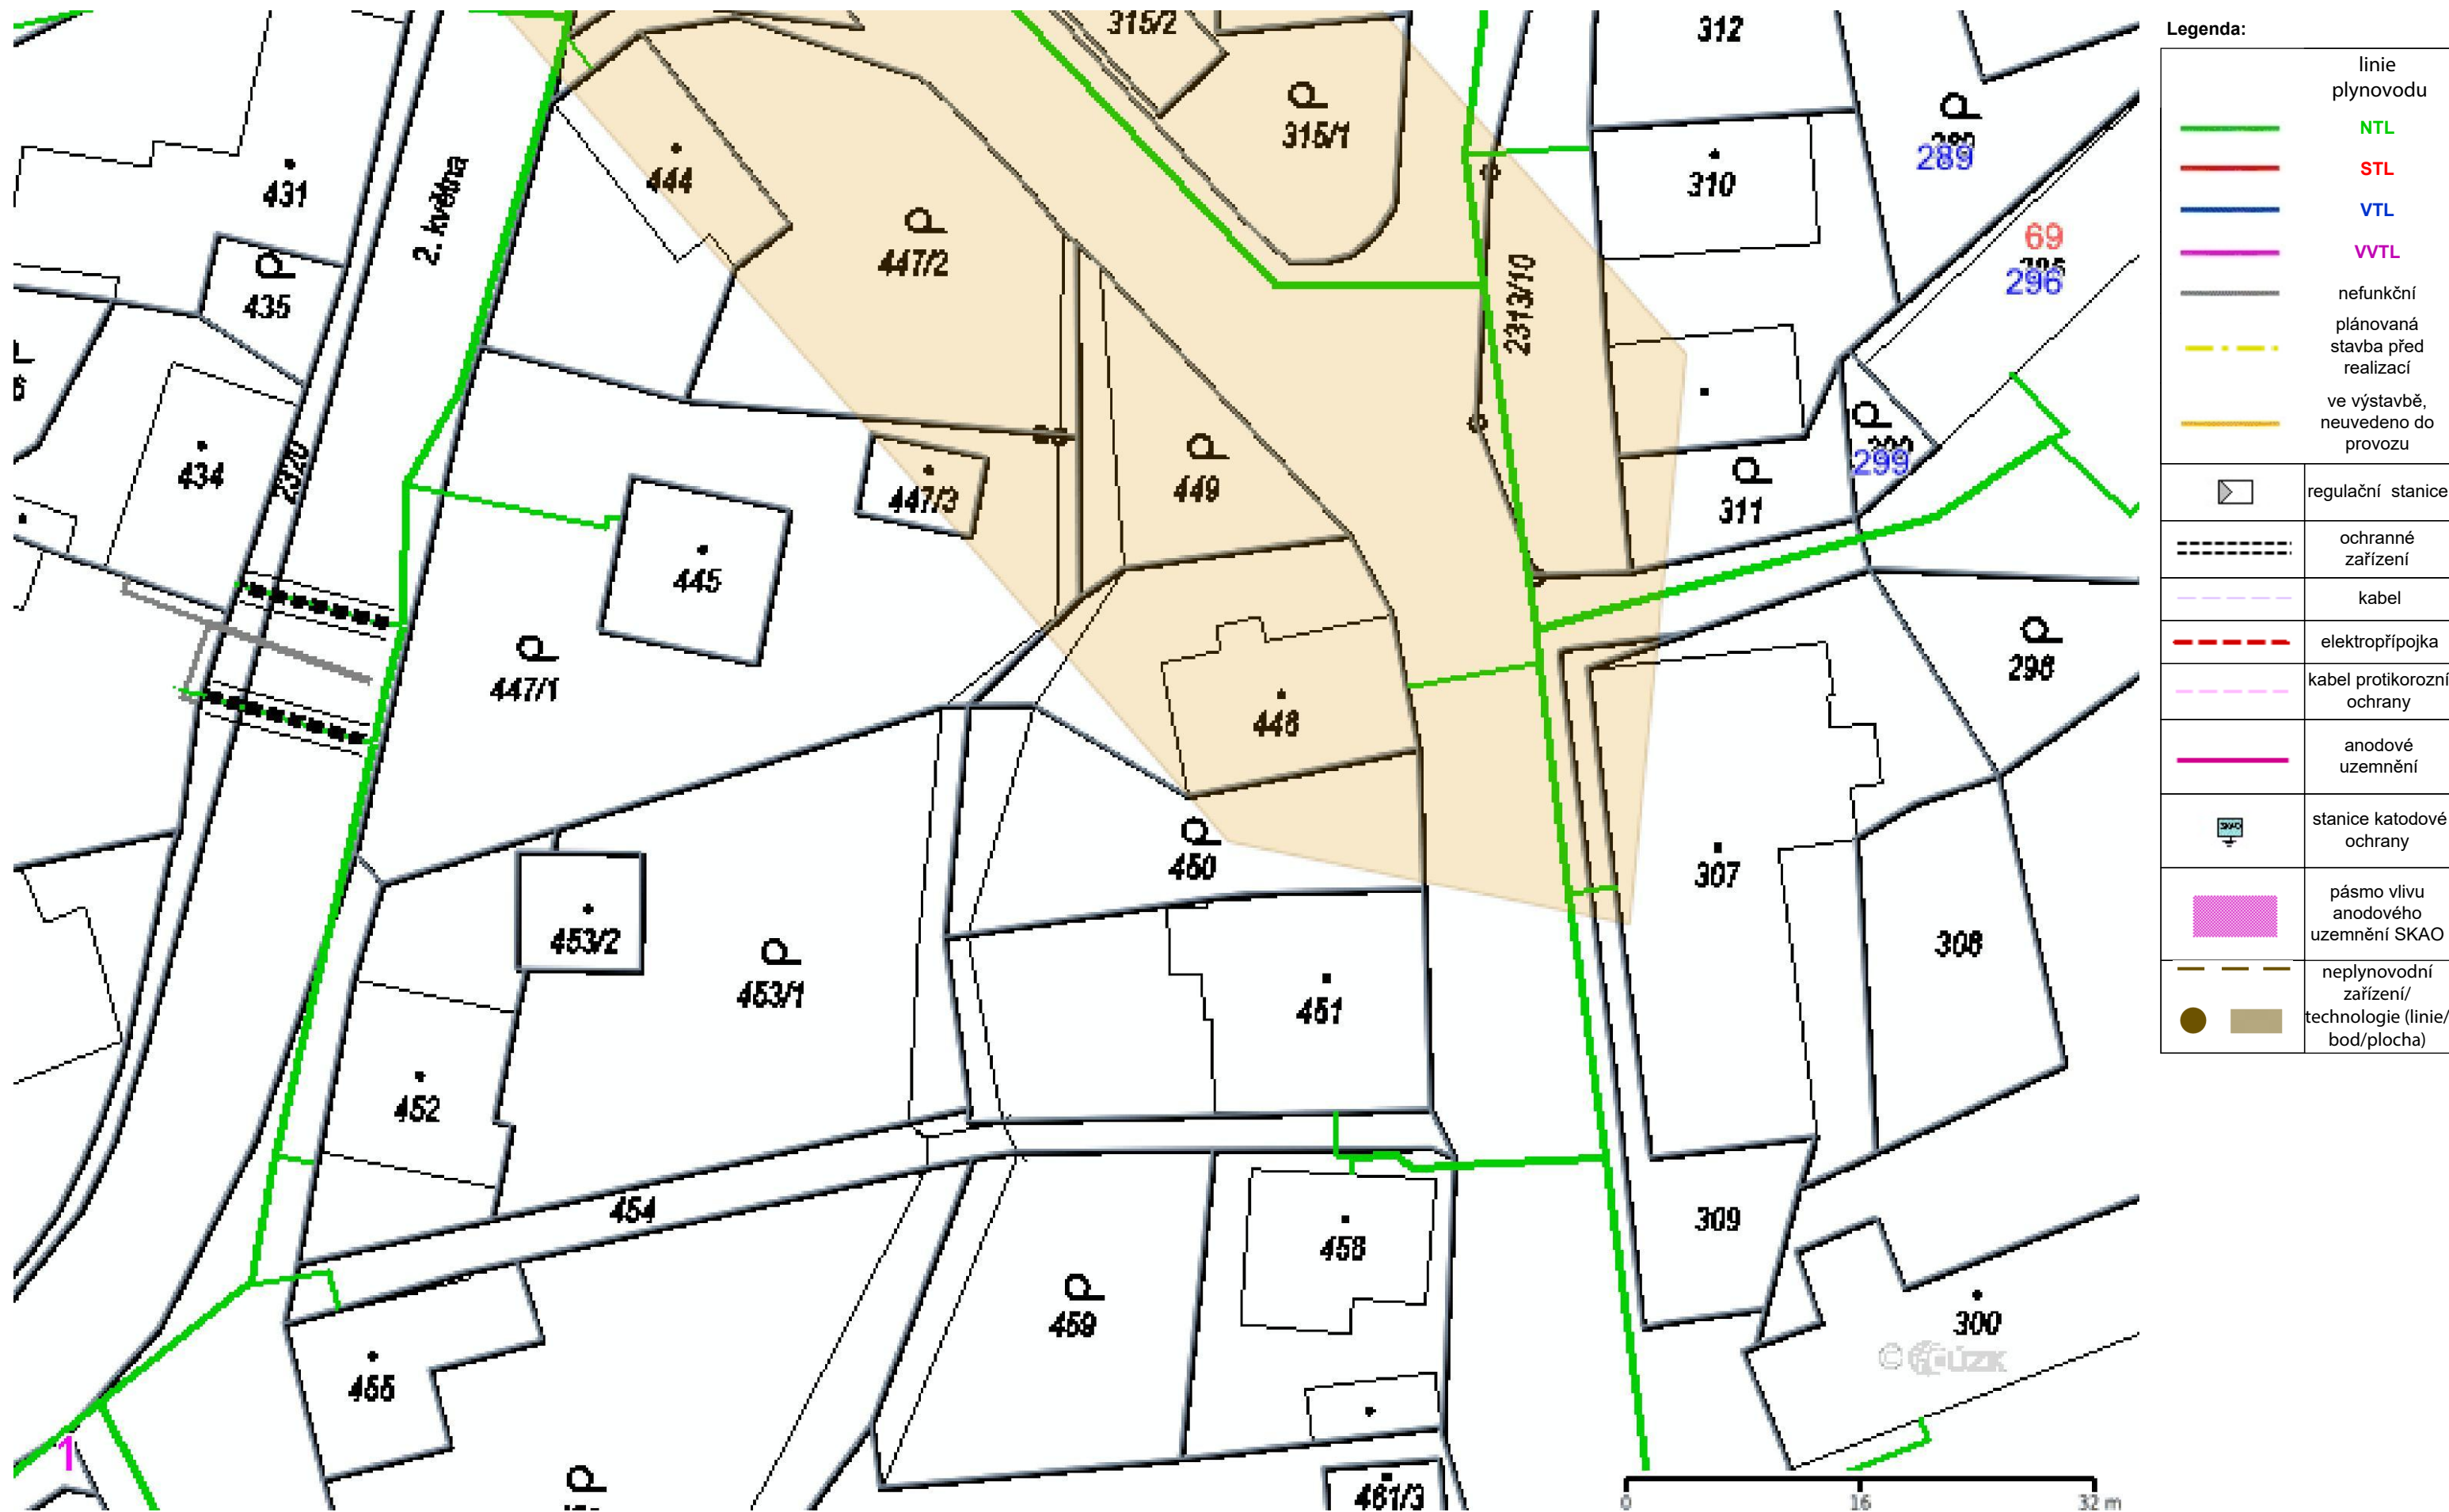 315/2
312
Legenda:
linie
plynovodu
NTL
STL
VTL
VVTL
nefunkční
plánovaná
stavba před
realizací
ve výstavbě,
neuvedeno do
provozu
regulační stanice
ochranné
zařízení
kabel
elektropřípojka
kabel protikorozní
ochrany
anodové
uzemnění
stanice katodové
ochrany
pásmo vlivu
anodového
uzemnění SKAO
neplynovodní
zařízení/
technologie (linie/
bod/plocha)
315/1
289
431
2. května
444
310
447/2
69
296
435
2313/10
434
2320
447/3
449
299
311
445
447/1
448
298
450
307
453/2
453/1
451
308
452
454
309
458
459
300
455
© ČÚZK
1
461/3
0 16 32 m